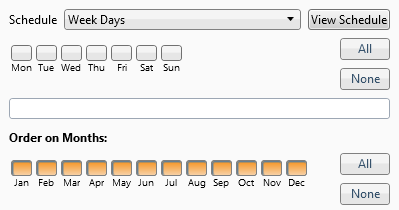 Schedule Week Days View Schedule
All
Mon Tue Wed Thu Fri Sat Sun
None
Order on Months:
All
Jan Feb Mar Apr May Jun Jul Aug Sep Oct Nov Dec
None